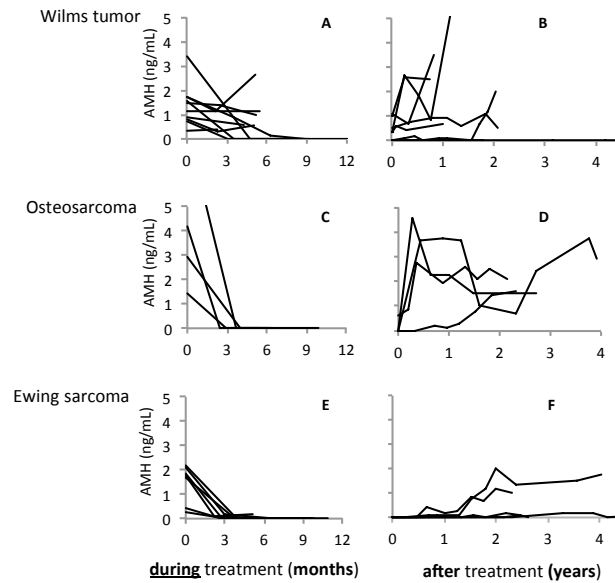 Wilms tumor
AMH (ng/mL)
5
4
3
2
1
0
A
0 3 6 9 12
B
0 1 2 3 4
Osteosarcoma
AMH (ng/mL)
5
4
3
2
1
0
C
0 3 6 9 12
D
0 1 2 3 4
Ewing sarcoma
AMH (ng/mL)
5
4
3
2
1
0
E
0 3 6 9 12
F
0 1 2 3 4
during treatment (months)
after treatment (years)